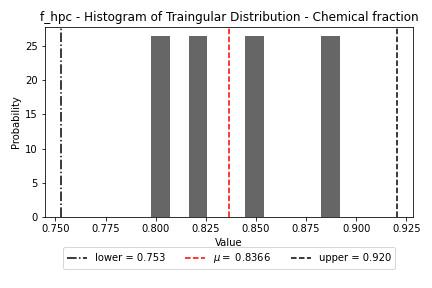 f_hpc - Histogram of Traingular Distribution - Chemical fraction
Probability
25
20
15
10
5
0
0.750 0.775 0.800 0.825 0.850 0.875 0.900 0.925
Value
lower = 0.753 μ = 0.8366 upper = 0.920